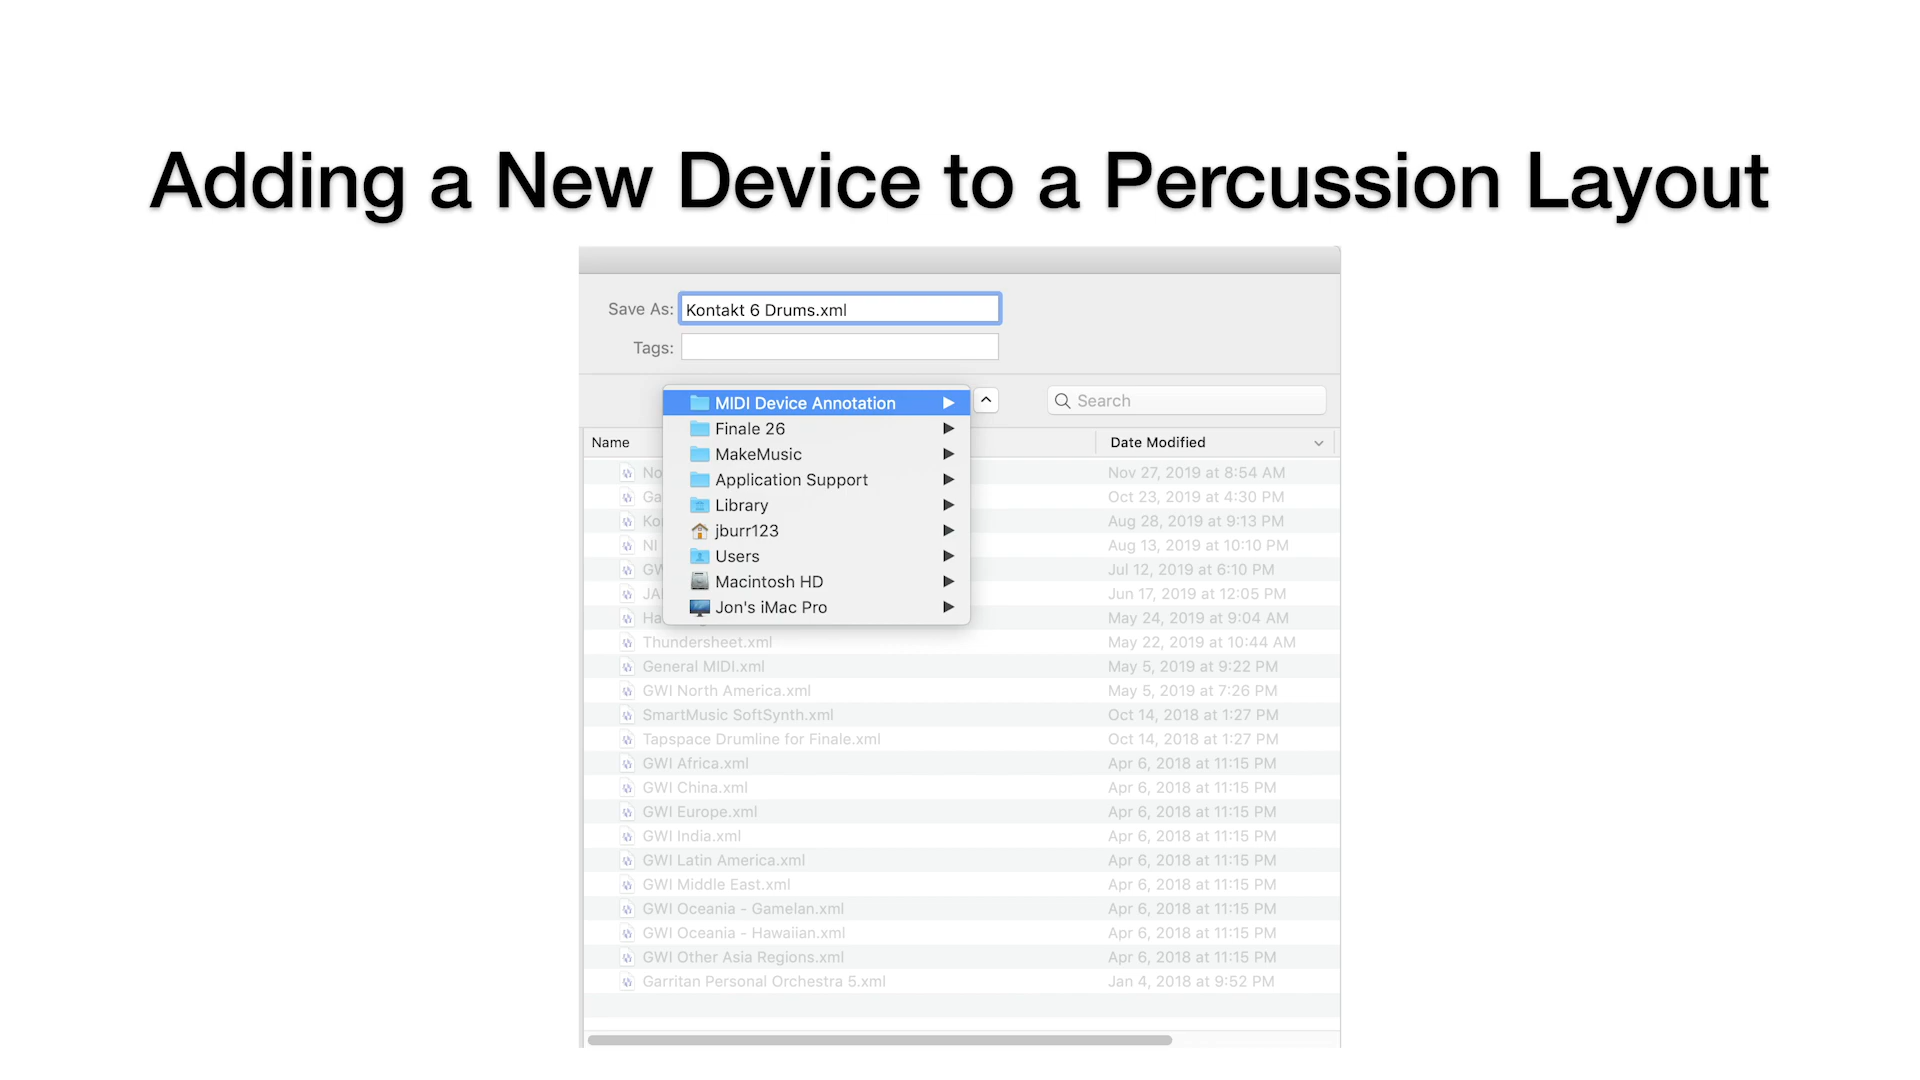 Adding a New Device to a Percussion Layout
Save As: Kontakt 6 Drums.xml
Tags:
MIDI Device Annotation
Search
Finale 26
Name Date Modified
MakeMusic
No Nov 27, 2019 at 8:54 AM
Application Support
Ga Oct 23, 2019 at 4:30 PM
Library
Ko Aug 28, 2019 at 9:13 PM
jburr123
NI Aug 13, 2019 at 10:10 PM
Users
GW Jul 12, 2019 at 6:10 PM
Macintosh HD
JA Jun 17, 2019 at 12:05 PM
Jon's iMac Pro
Ha May 24, 2019 at 9:04 AM
Thundersheet.xml May 22, 2019 at 10:44 AM
General MIDI.xml May 5, 2019 at 9:22 PM
GWI North America.xml May 5, 2019 at 7:26 PM
SmartMusic SoftSynth.xml Oct 14, 2018 at 1:27 PM
Tapspace Drumline for Finale.xml Oct 14, 2018 at 1:27 PM
GWI Africa.xml Apr 6, 2018 at 11:15 PM
GWI China.xml Apr 6, 2018 at 11:15 PM
GWI Europe.xml Apr 6, 2018 at 11:15 PM
GWI India.xml Apr 6, 2018 at 11:15 PM
GWI Latin America.xml Apr 6, 2018 at 11:15 PM
GWI Middle East.xml Apr 6, 2018 at 11:15 PM
GWI Oceania - Gamelan.xml Apr 6, 2018 at 11:15 PM
GWI Oceania - Hawaiian.xml Apr 6, 2018 at 11:15 PM
GWI Other Asia Regions.xml Apr 6, 2018 at 11:15 PM
Garritan Personal Orchestra 5.xml Jan 4, 2018 at 9:52 PM